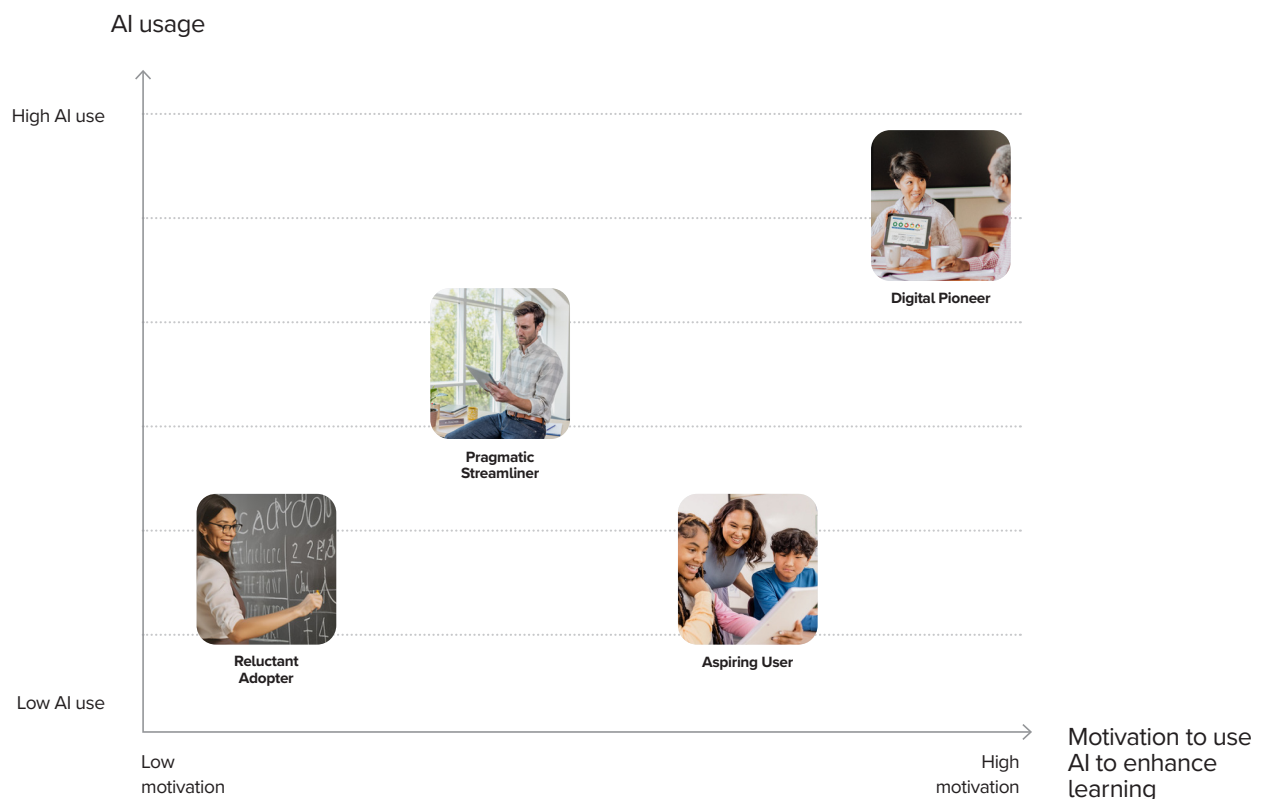 AI usage
High AI use
Digital Pioneer
Pragmatic
Streamliner
Reluctant
Adopter
Aspiring User
Low AI use
Low
motivation
High
motivation
Motivation to use
AI to enhance
learning